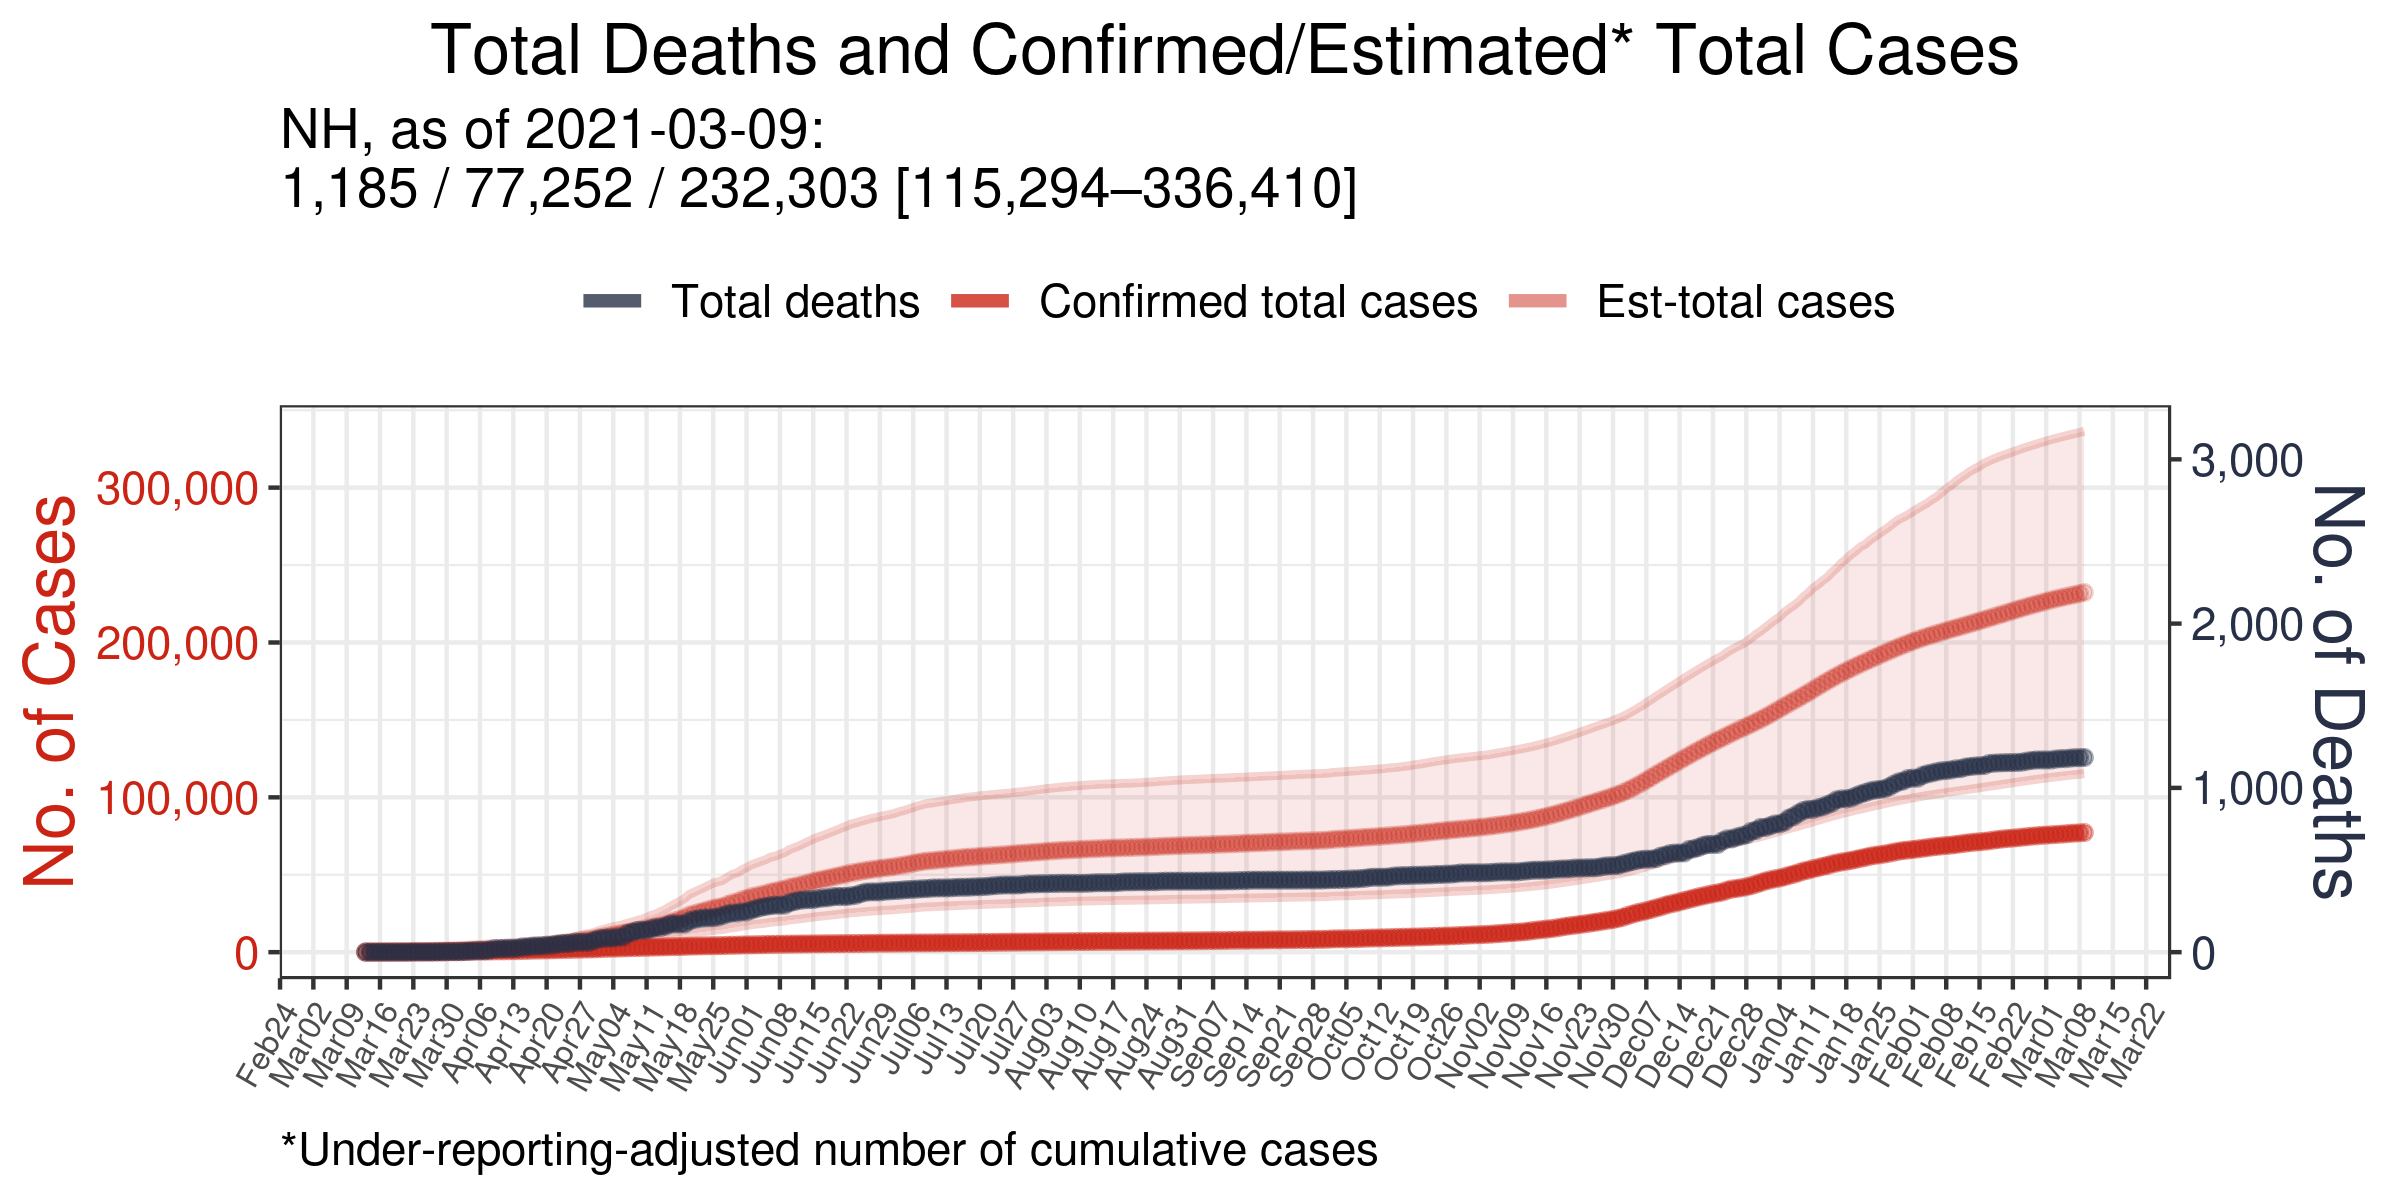 Total Deaths and Confirmed/Estimated* Total Cases
NH, as of 2021-03-09:
1,185 / 77,252 / 232,303 [115,294–336,410]
Total deaths
Confirmed total cases
Est-total cases
No. of Cases
300,000
200,000
100,000
0
3,000
2,000
1,000
0
No. of Deaths
Feb24
Mar02
Mar09
Mar16
Mar23
Mar30
Apr06
Apr13
Apr20
Apr27
May04
May11
May18
May25
Jun01
Jun08
Jun15
Jun22
Jun29
Jul06
Jul13
Jul20
Jul27
Aug03
Aug10
Aug17
Aug24
Aug31
Sep07
Sep14
Sep21
Sep28
Oct05
Oct12
Oct19
Oct26
Nov02
Nov09
Nov16
Nov23
Nov30
Dec07
Dec14
Dec21
Dec28
Jan04
Jan11
Jan18
Jan25
Feb01
Feb08
Feb15
Feb22
Mar01
Mar08
Mar15
Mar22
*Under-reporting-adjusted number of cumulative cases